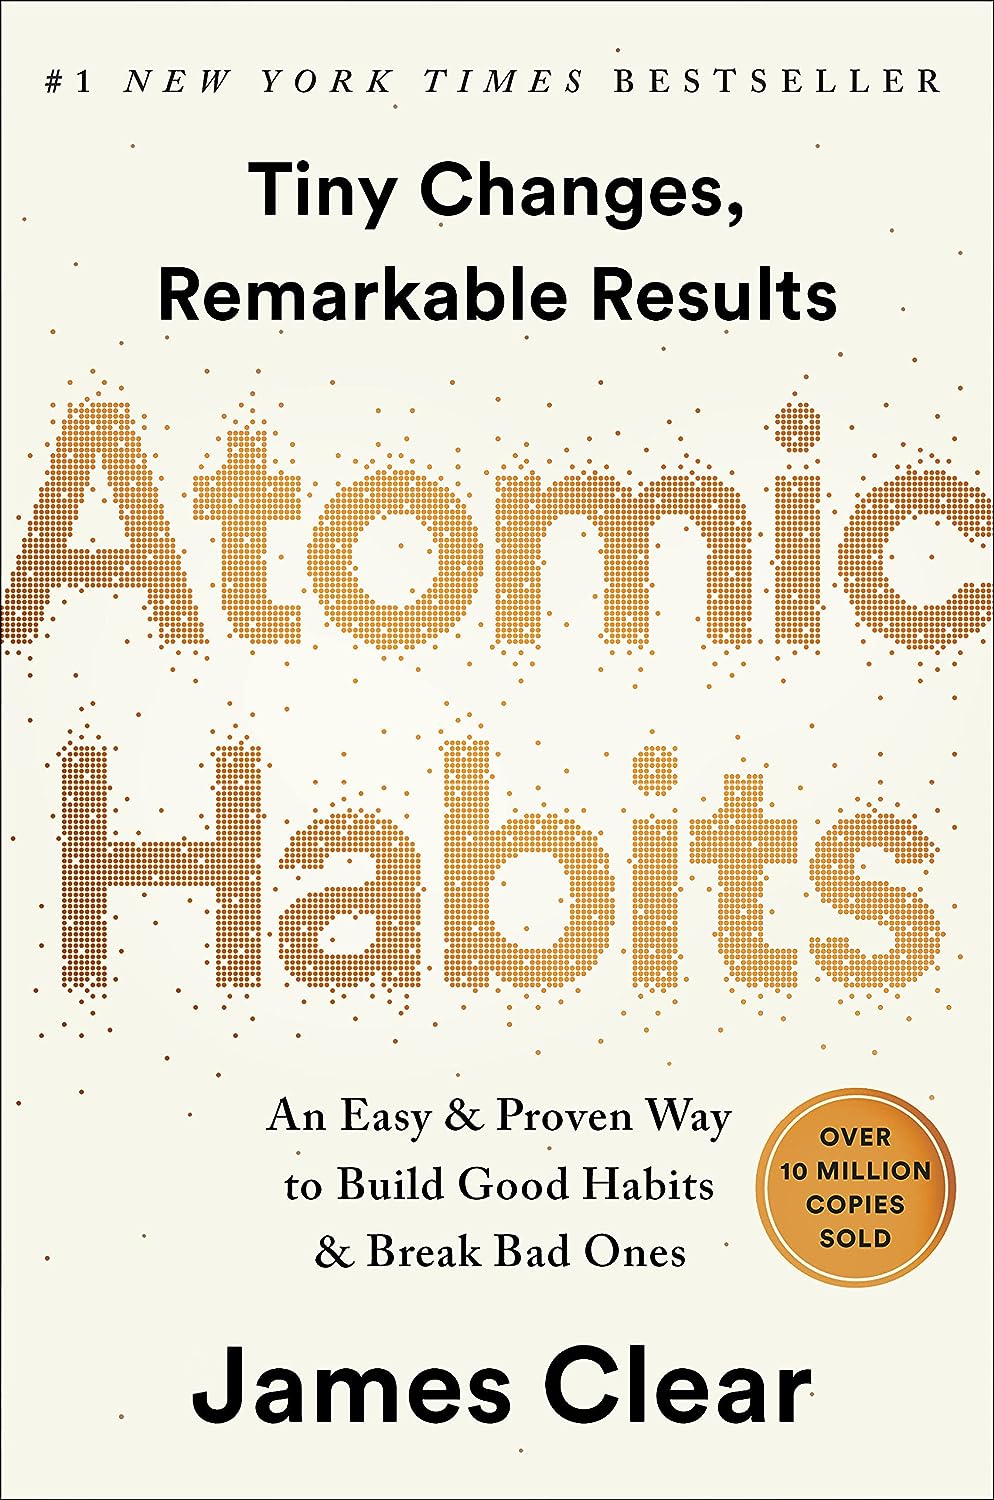 #1 NEW YORK TIMES BESTSELLER
Tiny Changes,
Remarkable Results
Atomic
Habits
An Easy & Proven Way
to Build Good Habits
& Break Bad Ones
OVER
10 MILLION
COPIES
SOLD
James Clear